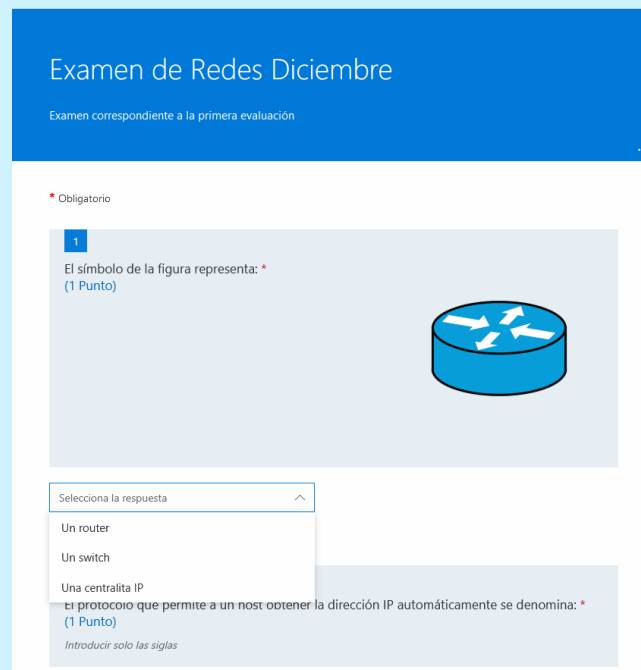 Examen de Redes Diciembre
Examen correspondiente a la primera evaluación
* Obligatorio
1
El símbolo de la figura representa: *
(1 Punto)
Selecciona la respuesta
Un router
Un switch
Una centralita IP
El protocolo que permite a un host obtener la dirección IP automáticamente se denomina: *
(1 Punto)
Introducir solo las siglas